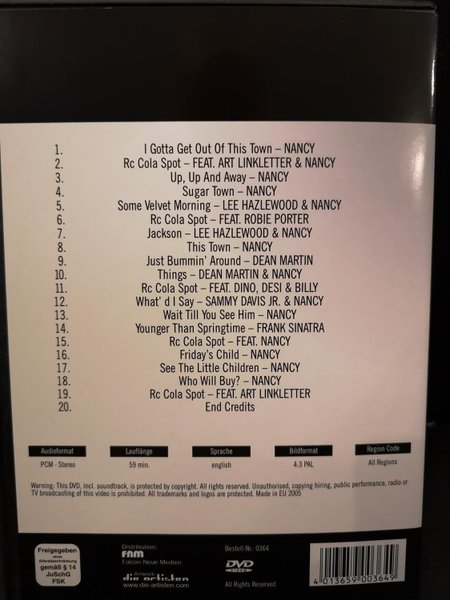 1. I Gotta Get Out Of This Town – NANCY
2. Rc Cola Spot – FEAT. ART LINKLETTER & NANCY
3. Up, Up And Away – NANCY
4. Sugar Town – NANCY
5. Some Velvet Morning – LEE HAZLEWOOD & NANCY
6. Rc Cola Spot – FEAT. ROBIE PORTER
7. Jackson – LEE HAZLEWOOD & NANCY
8. This Town – NANCY
9. Just Bummin' Around – DEAN MARTIN
10. Things – DEAN MARTIN & NANCY
11. Rc Cola Spot – FEAT. DINO, DESI & BILLY
12. What' d I Say – SAMMY DAVIS JR. & NANCY
13. Wait Till You See Him – NANCY
14. Younger Than Springtime – FRANK SINATRA
15. Rc Cola Spot – FEAT. NANCY
16. Friday's Child – NANCY
17. See The Little Children – NANCY
18. Who Will Buy? – NANCY
19. Rc Cola Spot – FEAT. ART LINKLETTER
20. End Credits
Audioformat Lauflänge Sprache Bildformat Region Code
PCM - Stereo 59 min. english 4:3 PAL All Regions
Warning: This DVD, incl. soundtrack, is protected by copyright. All rights reserved. Unauthorised, copying hiring, public performance, radio or
TV broadcasting of this video is prohibited. All trademarks and logos are protected. Made in EU 2005
Freigegeben
ohne
Altersbeschränkung
gemäß § 14
JuSchG
FSK
Distribution:
fnm
Falcon Neue Medien
Artwork
die artisten
www.die-artisten.com
Bestell Nr. 0364
DVD
VIDEO
All Rights Reserved
4 013659 003649